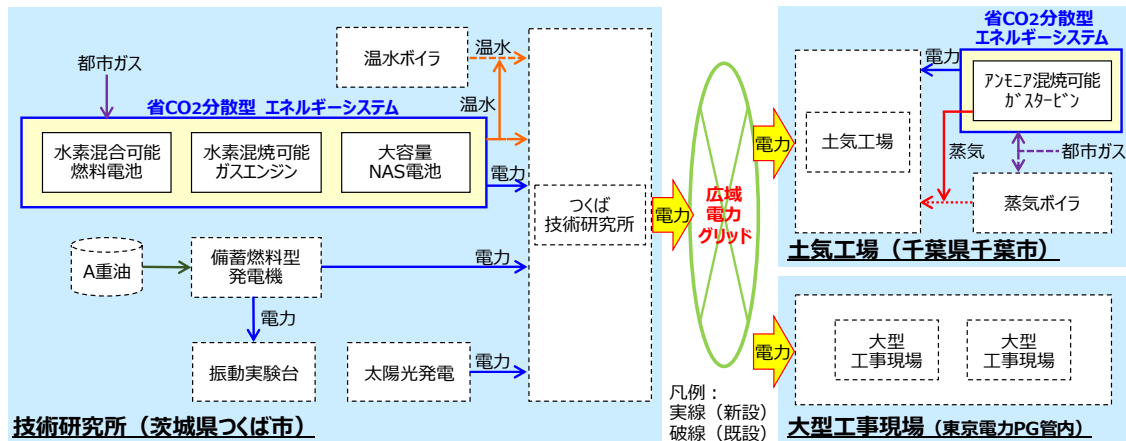 都市ガス
温水ボイラ
温水
温水
省CO2分散型 エネルギーシステム
水素混合可能
燃料電池
水素混焼可能
ガスエンジン
大容量
NAS電池
電力
つくば
技術研究所
A重油
備蓄燃料型
発電機
電力
電力
振動実験台
太陽光発電
電力
技術研究所（茨城県つくば市）
電力
広域
電力
グリッド
電力
電力
凡例：
実線（新設）
破線（既設）
省CO2分散型
エネルギーシステム
電力
アンモニア混焼可能
ガスタービン
土気工場
蒸気
都市ガス
蒸気ボイラ
土気工場（千葉県千葉市）
大型
工事現場
大型
工事現場
大型工事現場（東京電力PG管内）